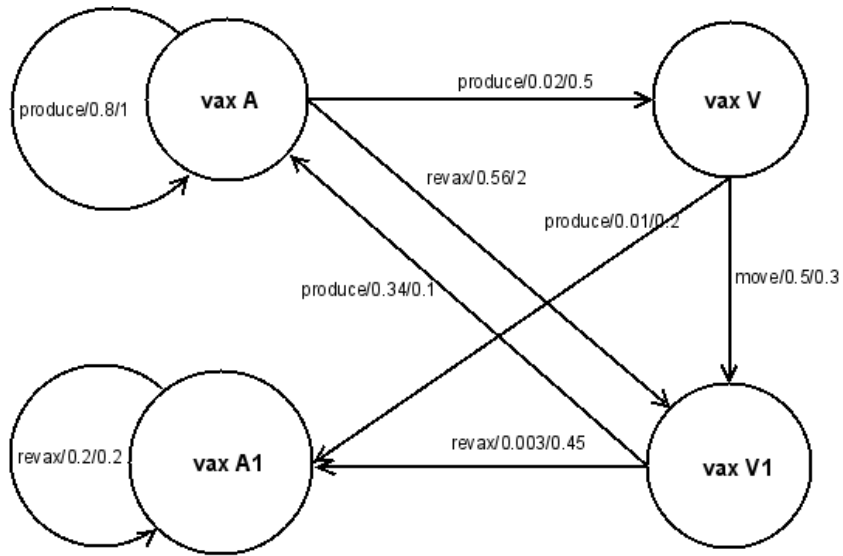 produce/0.02/0.5
vax A
vax V
produce/0.8/1
revax/0.56/2
produce/0.01/0.2
move/0.5/0.3
produce/0.34/0.1
revax/0.003/0.45
revax/0.2/0.2
vax A1
vax V1